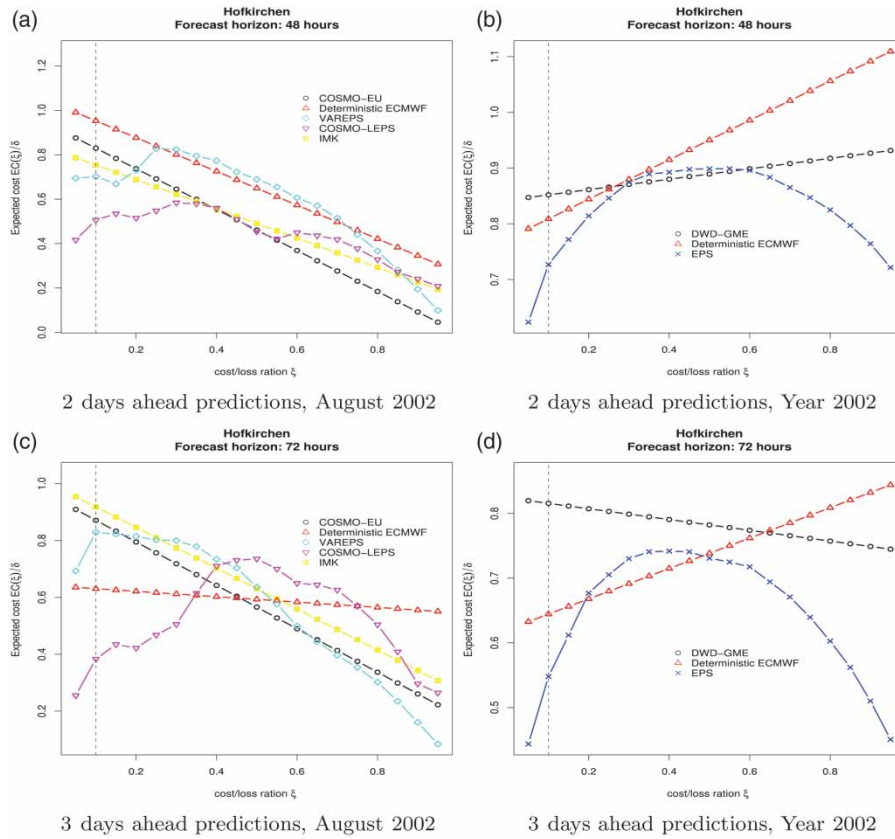 (a)
Hofkirchen
Forecast horizon: 48 hours
Expected cost EC(ξ)/δ
0.0 0.2 0.4 0.6 0.8 1.0 1.2
COSMO-EU
Deterministic ECMWF
VAREPS
COSMO-LEPS
IMK
0.2 0.4 0.6 0.8
cost/loss ration ξ
2 days ahead predictions, August 2002
(b)
Hofkirchen
Forecast horizon: 48 hours
Expected cost EC(ξ)/δ
0.7 0.8 0.9 1.0 1.1
DWD-GME
Deterministic ECMWF
EPS
0.2 0.4 0.6 0.8
cost/loss ration ξ
2 days ahead predictions, Year 2002
(c)
Hofkirchen
Forecast horizon: 72 hours
Expected cost EC(ξ)/δ
0.2 0.4 0.6 0.8 1.0
COSMO-EU
Deterministic ECMWF
VAREPS
COSMO-LEPS
IMK
0.2 0.4 0.6 0.8
cost/loss ration ξ
3 days ahead predictions, August 2002
(d)
Hofkirchen
Forecast horizon: 72 hours
Expected cost EC(ξ)/δ
0.5 0.6 0.7 0.8
DWD-GME
Deterministic ECMWF
EPS
0.2 0.4 0.6 0.8
cost/loss ration ξ
3 days ahead predictions, Year 2002